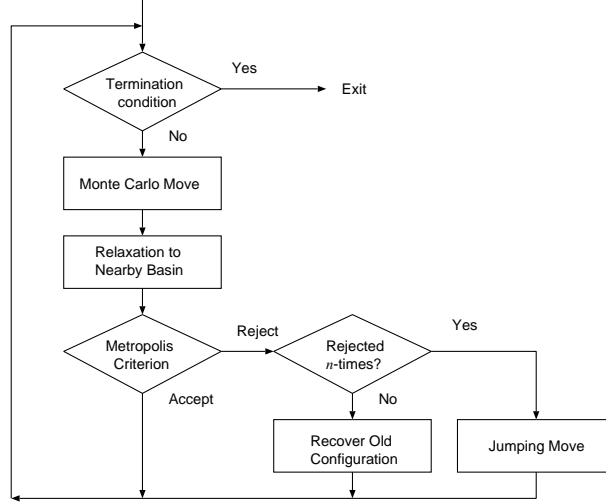 Termination
condition
Yes
Exit
No
Monte Carlo Move
Relaxation to
Nearby Basin
Metropolis
Criterion
Reject
Accept
Rejected
n-times?
Yes
No
Recover Old
Configuration
Jumping Move